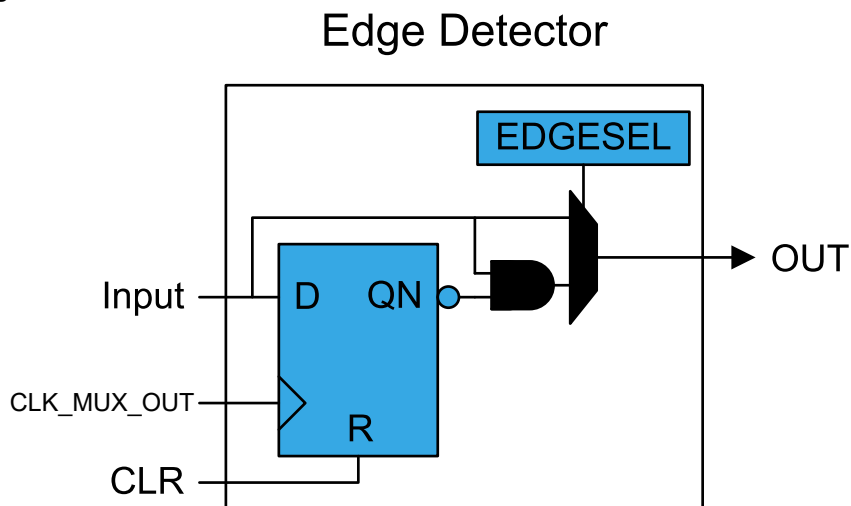 Edge Detector
EDGESEL
OUT
Input
D
QN
CLK_MUX_OUT
R
CLR